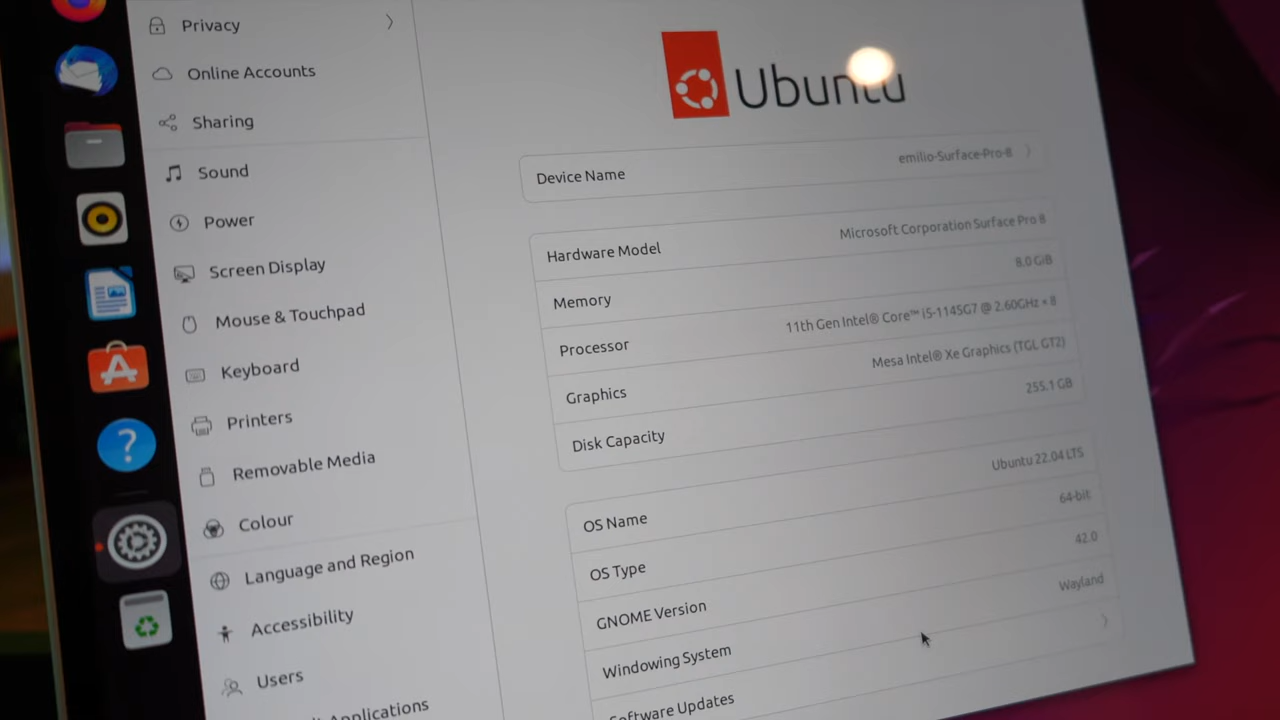 Privacy
Online Accounts
Sharing
Sound
Power
Screen Display
Mouse & Touchpad
Keyboard
Printers
Removable Media
Colour
Language and Region
Accessibility
Users
Applications
Ubuntu
Device Name emilio-Surface-Pro-8
Hardware Model Microsoft Corporation Surface Pro 8
Memory 8.0 GiB
Processor 11th Gen Intel® Core™ i5-1145G7 @ 2.60GHz × 8
Graphics Mesa Intel® Xe Graphics (TGL GT2)
Disk Capacity 255.1 GB
OS Name Ubuntu 22.04 LTS
OS Type 64-bit
GNOME Version 42.0
Windowing System Wayland
Software Updates